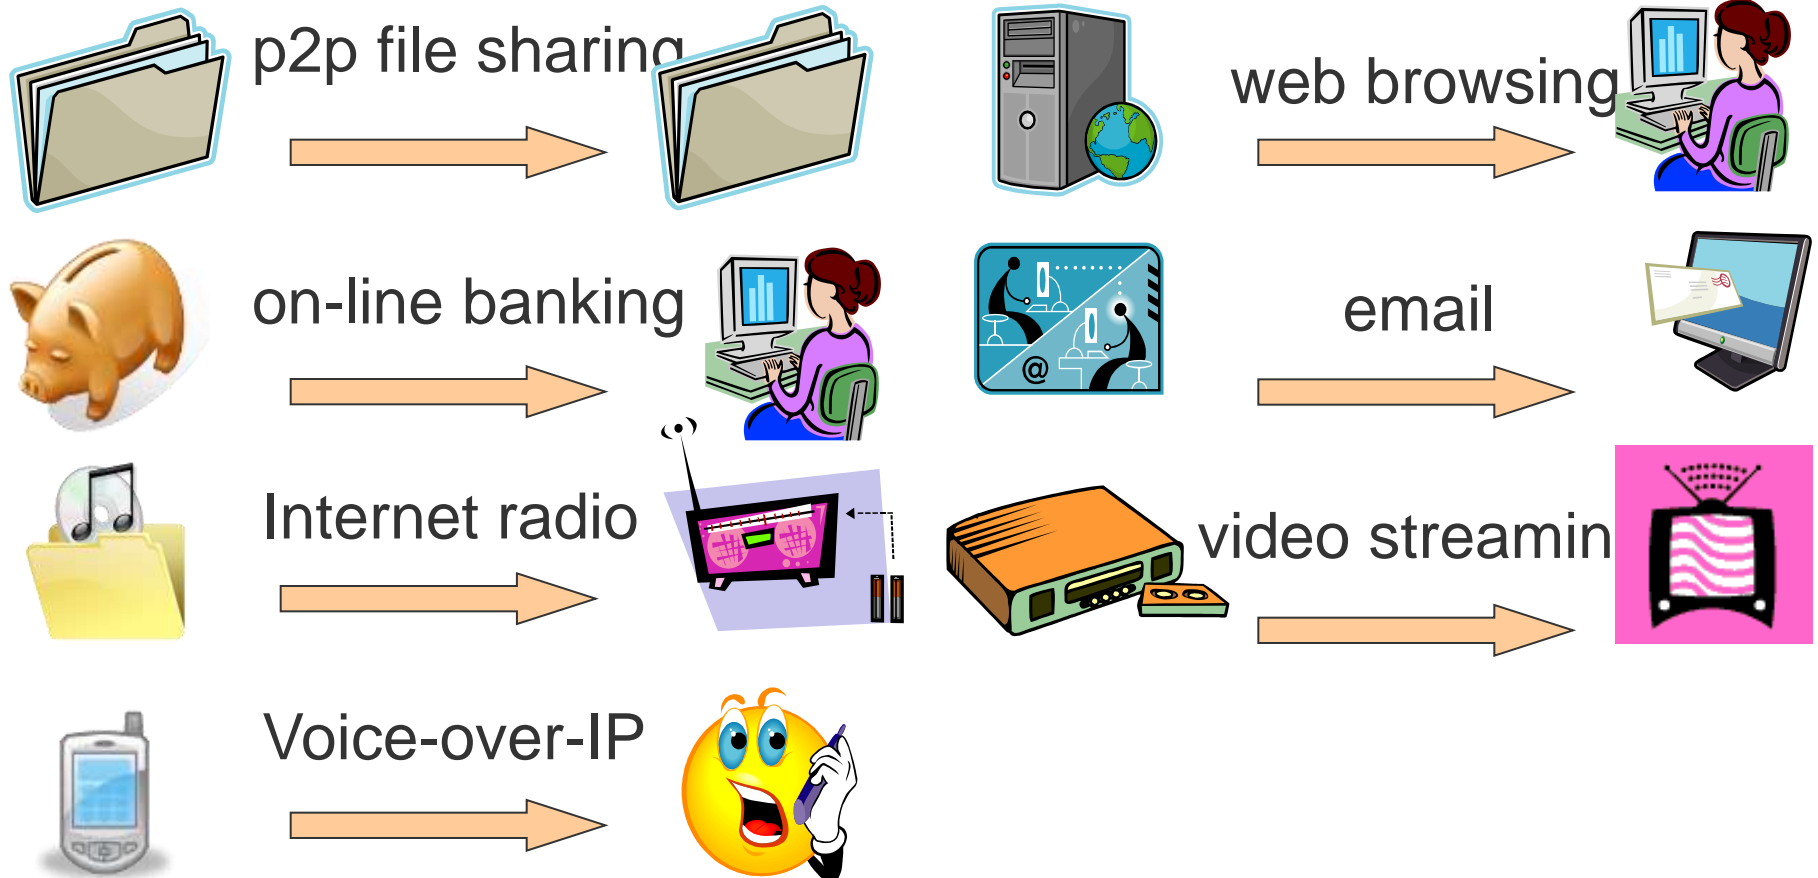 p2p file sharing
web browsing
on-line banking
email
@
Internet radio
video streamin
Voice-over-IP